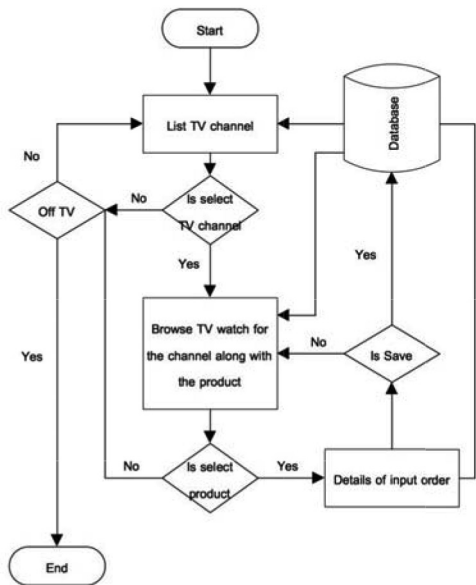 Start
List TV channel
Database
No
Off TV
No
Is select
TV channel
Yes
Yes
Browse TV watch for
the channel along with
the product
No
Is Save
Yes
No
Is select
product
Yes
Details of input order
End